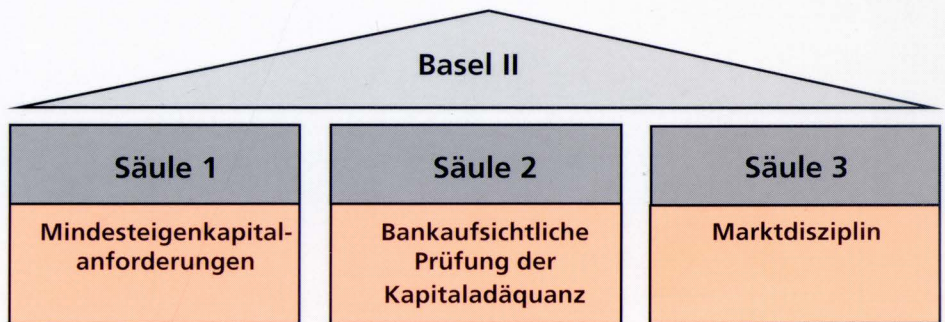 Basel II
Säule 1
Mindesteigenkapital-
anforderungen
Säule 2
Bankaufsichtliche
Prüfung der
Kapitaladäquanz
Säule 3
Marktdisziplin